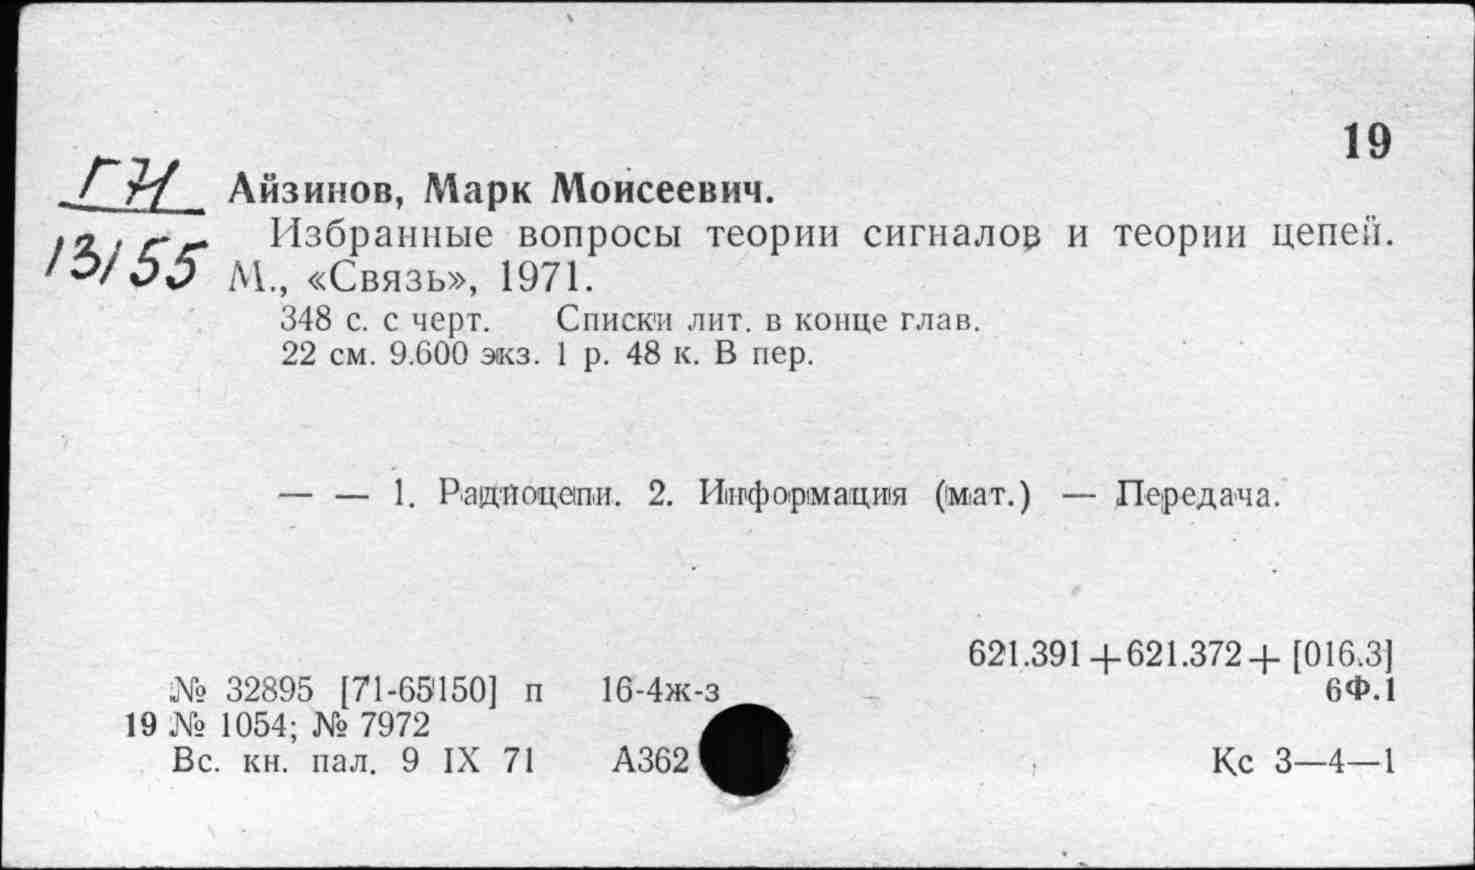 19
ГИ Айзинов, Марк Моисеевич.
13/55 Избранные вопросы теории сигналов и теории цепей.
М., «Связь», 1971.
348 с. с черт. Списки лит. в конце глав.
22 см. 9.600 экз. 1 р. 48 к. В пер.
— — 1. Радиоцепи. 2. Информация (мат.) — Передача.
621.391+621.372+ [016.3]
№ 32895 [71-65150] п 16-4ж-з 6Ф.1
19 № 1054; № 7972
Вс. кн. пал. 9 IX 71 А362 Кс 3—4—1